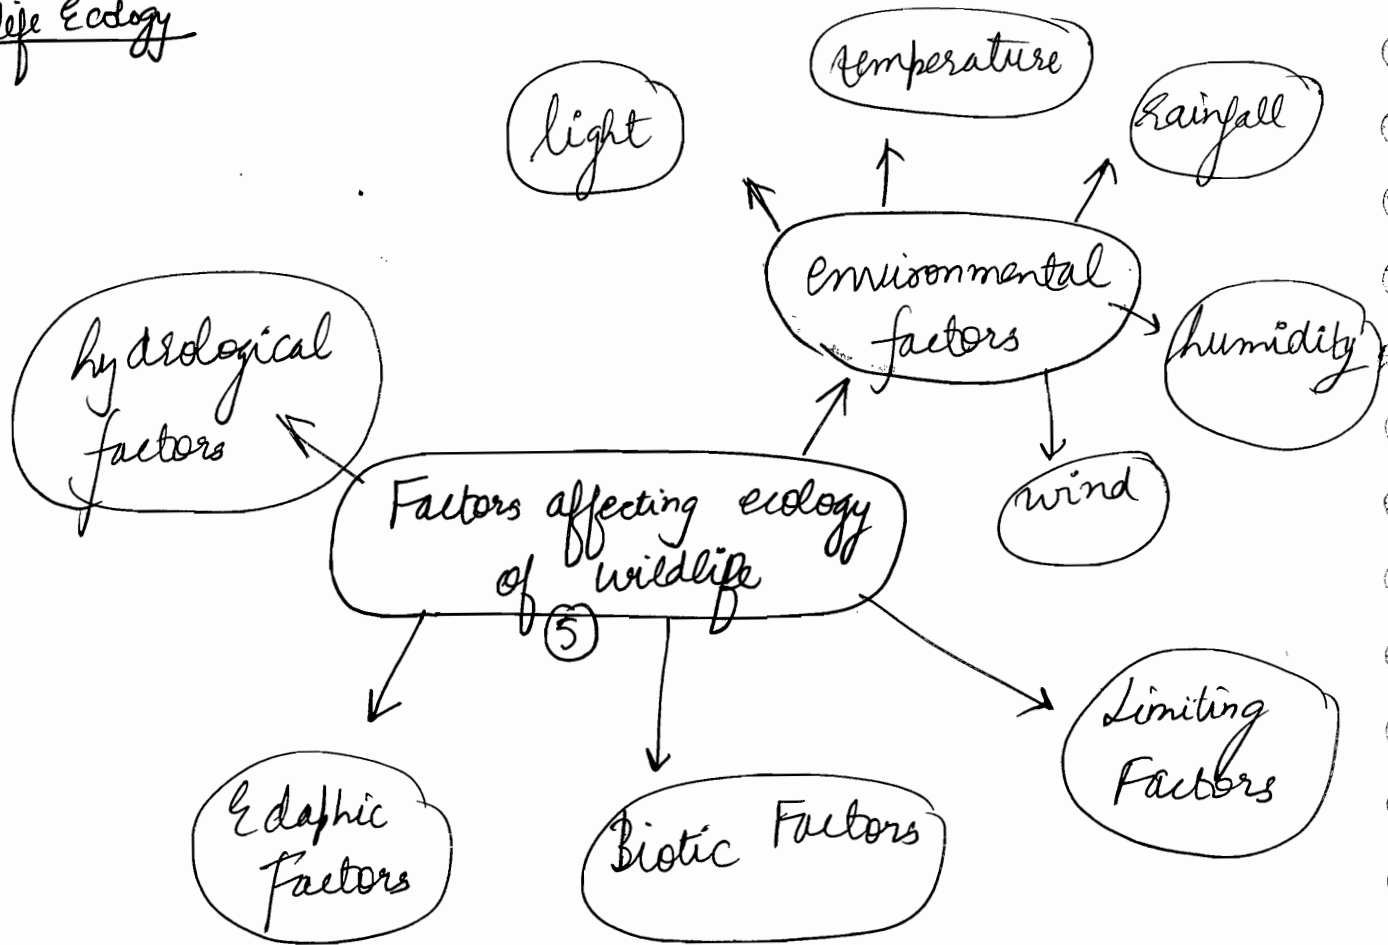 life Ecology
temperature
light
rainfall
environmental
factors
humidity
hydrological
factors
wind
Factors affecting ecology
of wildlife
5
Limiting
Factors
Edaphic
Factors
Biotic Factors